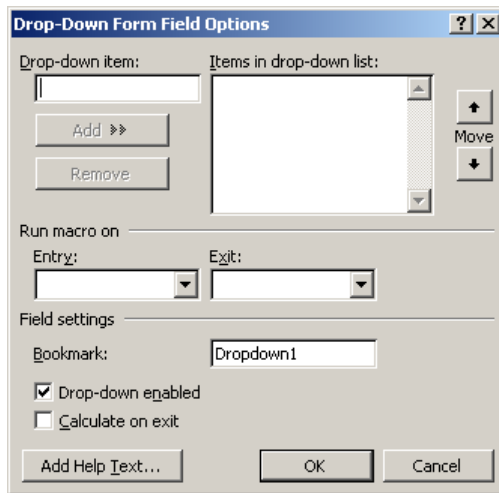 Drop-Down Form Field Options
Drop-down item: Items in drop-down list:
Add
Move
Remove
Run macro on
Entry: Exit:
Field settings
Bookmark: Dropdown1
Drop-down enabled
Calculate on exit
Add Help Text... OK Cancel